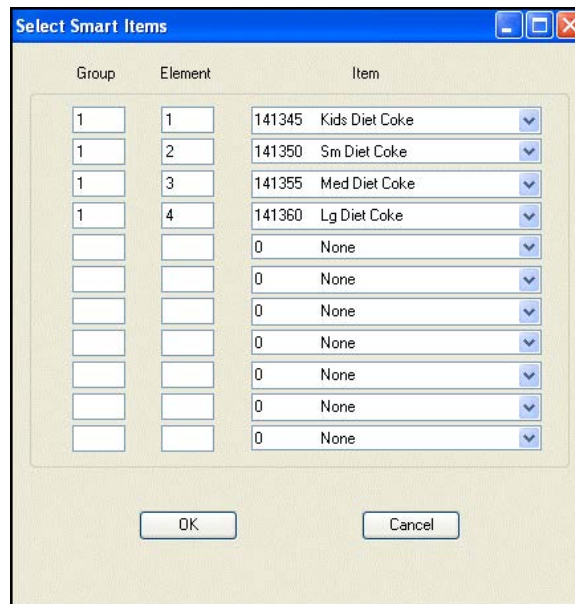 Select Smart Items
Group Element Item
1 1 141345 Kids Diet Coke
1 2 141350 Sm Diet Coke
1 3 141355 Med Diet Coke
1 4 141360 Lg Diet Coke
0 None
0 None
0 None
0 None
0 None
0 None
0 None
OK Cancel